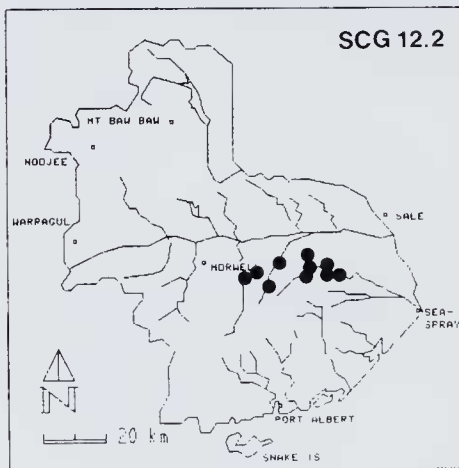 SCG 12.2
MT BAW BAW
NOOJEE
WARRAGUL
SALE
MORWELL
SEA-
SPRAY
N
PORT ALBERT
20 km
SNAKE IS